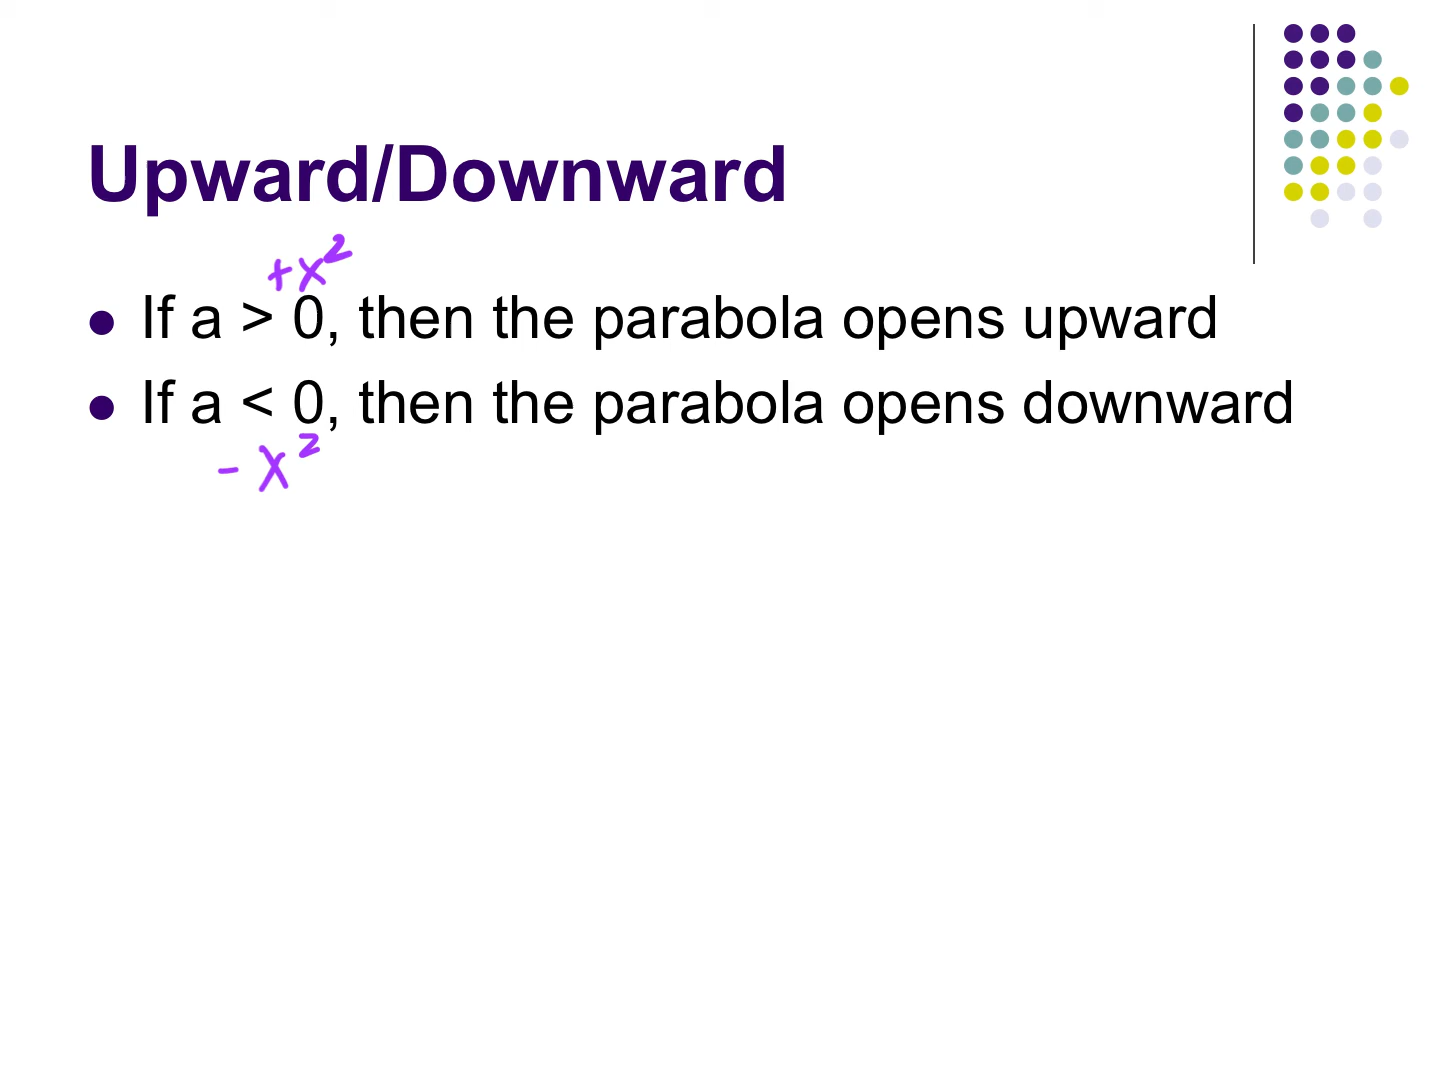 Upward/Downward
+x²
If a > 0, then the parabola opens upward
If a < 0, then the parabola opens downward
- x²